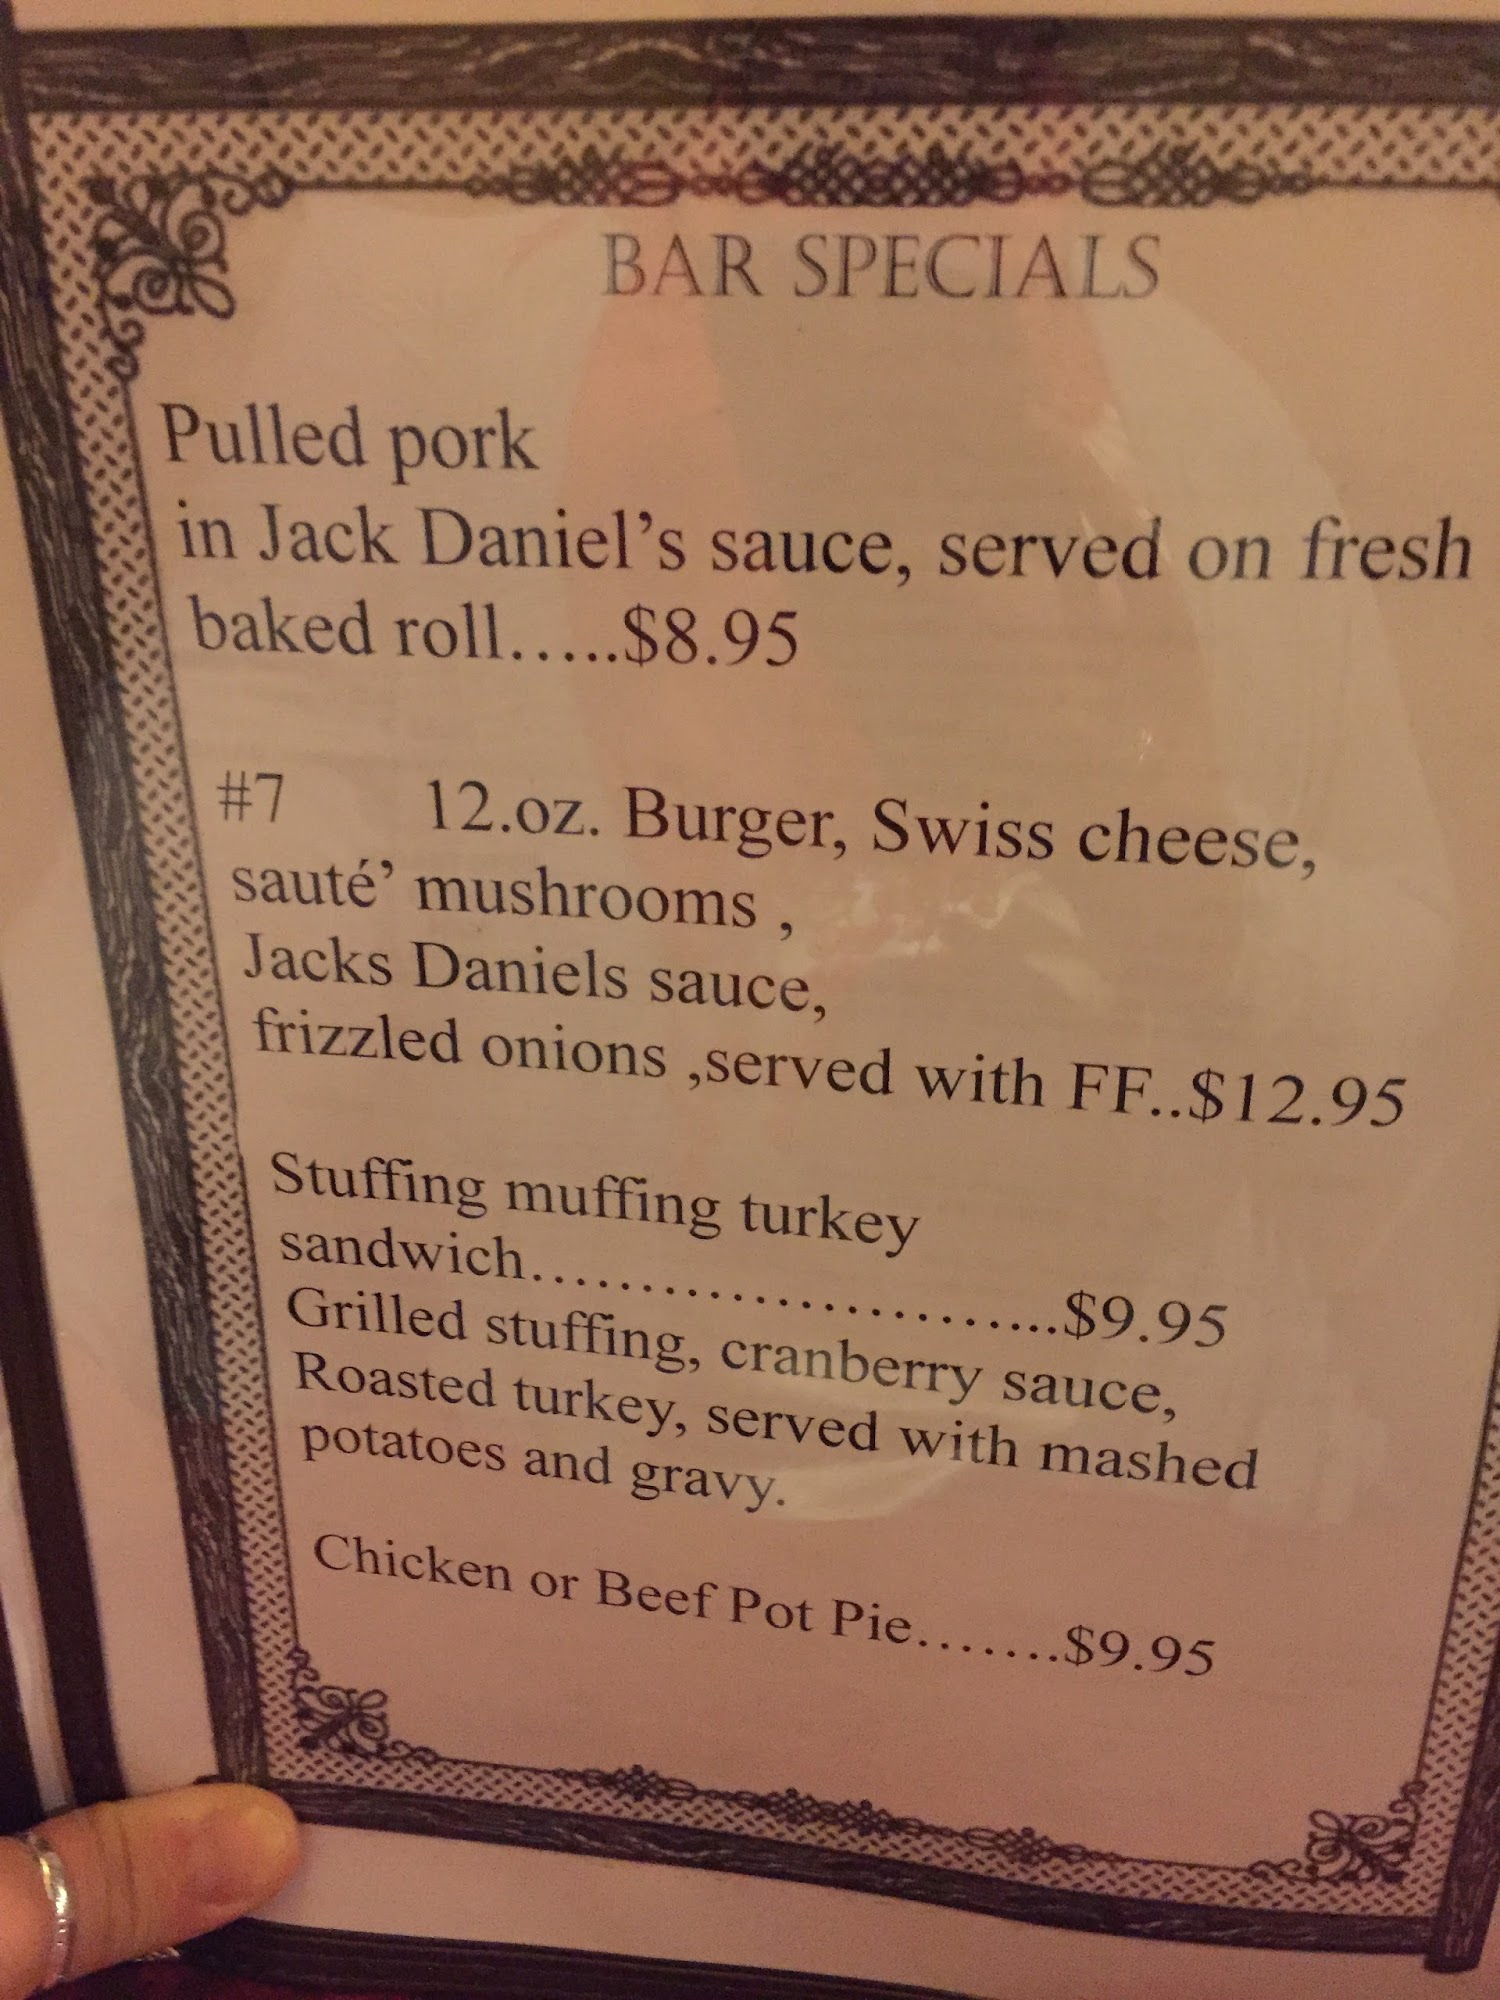 BAR SPECIALS
Pulled pork
in Jack Daniel's sauce, served on fresh
baked roll.....$8.95
#7 12.oz. Burger, Swiss cheese,
sauté' mushrooms ,
Jacks Daniels sauce,
frizzled onions ,served with FF..$12.95
Stuffing muffing turkey
sandwich........................$9.95
Grilled stuffing, cranberry sauce,
Roasted turkey, served with mashed
potatoes and gravy.
Chicken or Beef Pot Pie.......$9.95